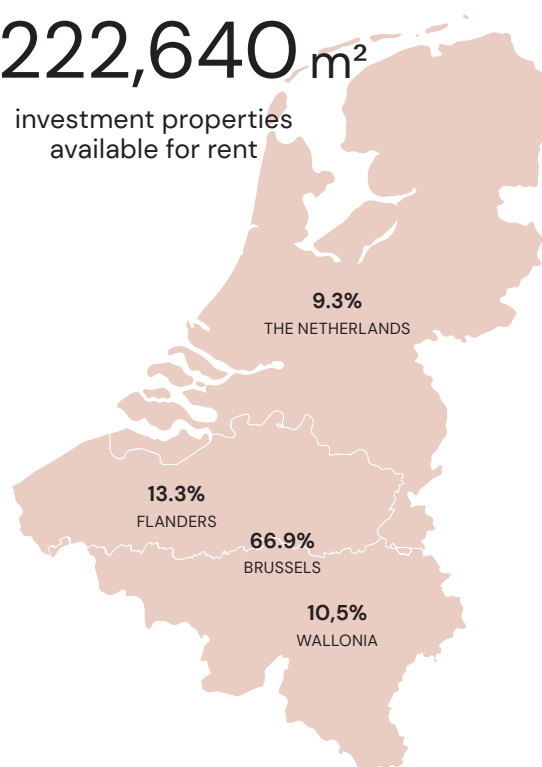 222,640 m²
investment properties
available for rent
9.3%
THE NETHERLANDS
13.3%
FLANDERS
66.9%
BRUSSELS
10,5%
WALLONIA